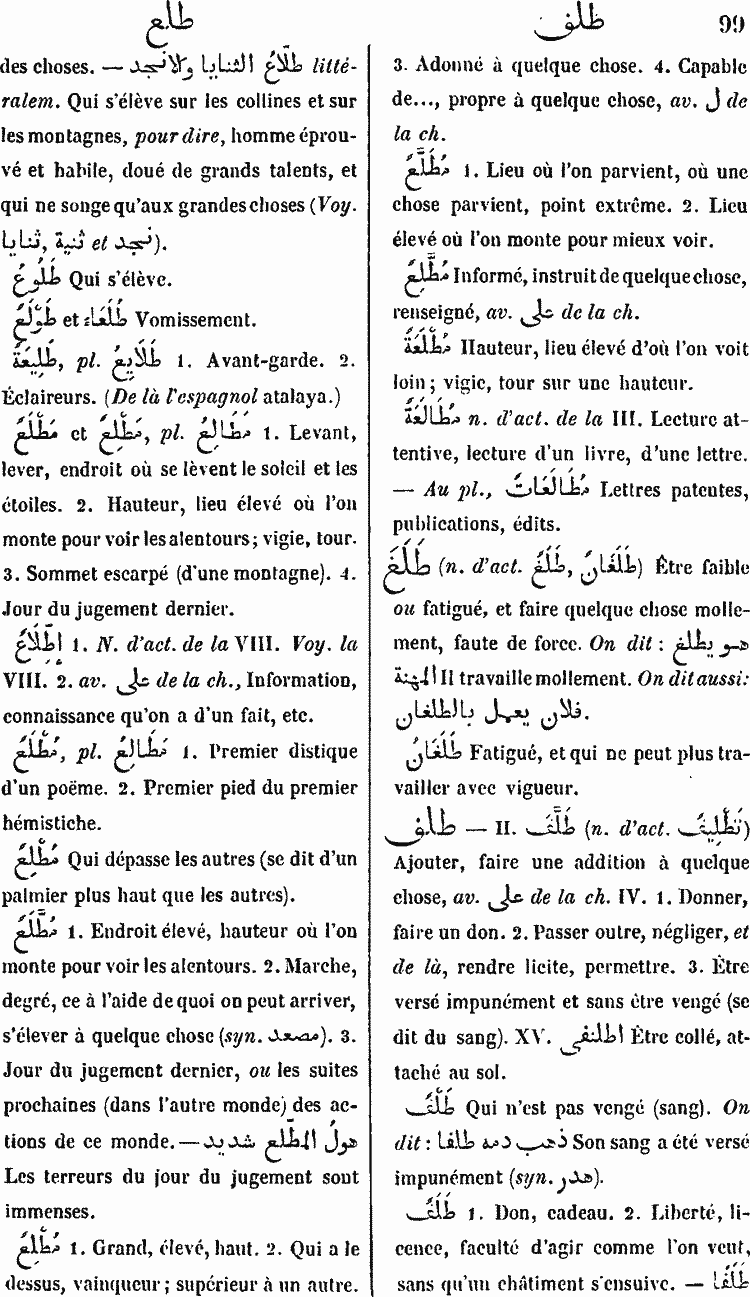 طلع
طلف
99
des choses. — طَلَّاعُ الثنايا ولانجد litté-
ralem. Qui s'élève sur les collines et sur
les montagnes, pour dire, homme éprou-
vé et habile, doué de grands talents, et
qui ne songe qu'aux grandes choses (Voy.
ثنية, ثنايا et نجد).
طَلُوعٌ Qui s'élève.
طَوْلَعٌ et طُلَعَاءُ Vomissement.
طَلِيعَةٌ, pl. طَلَايِعُ 1. Avant-garde. 2.
Éclaireurs. (De là l'espagnol atalaya.)
مَطْلَعٌ et مَطْلِعٌ, pl. مَطَالِعُ 1. Levant,
lever, endroit où se lèvent le soleil et les
étoiles. 2. Hauteur, lieu élevé où l'on
monte pour voir les alentours; vigie, tour.
3. Sommet escarpé (d'une montagne). 4.
Jour du jugement dernier.
إِطِّلَاعٌ 1. N. d'act. de la VIII. Voy. la
VIII. 2. av. على de la ch., Information,
connaissance qu'on a d'un fait, etc.
مُطْلَعٌ, pl. مَطَالِعُ 1. Premier distique
d'un poëme. 2. Premier pied du premier
hémistiche.
مُطْلِعٌ Qui dépasse les autres (se dit d'un
palmier plus haut que les autres).
مُطَّلَعٌ 1. Endroit élevé, hauteur où l'on
monte pour voir les alentours. 2. Marche,
degré, ce à l'aide de quoi on peut arriver,
s'élever à quelque chose (syn. مصعد). 3.
Jour du jugement dernier, ou les suites
prochaines (dans l'autre monde) des ac-
tions de ce monde. — هولُ المطّلع شديد
Les terreurs du jour du jugement sont
immenses.
مُطَّلِعٌ 1. Grand, élevé, haut. 2. Qui a le
dessus, vainqueur; supérieur à un autre.
3. Adonné à quelque chose. 4. Capable
de..., propre à quelque chose, av. ل de
la ch.
مُطَّلَعٌ 1. Lieu où l'on parvient, où une
chose parvient, point extrême. 2. Lieu
élevé où l'on monte pour mieux voir.
مُطَّلِعٌ Informé, instruit de quelque chose,
renseigné, av. على de la ch.
مُطْلَعَةٌ Hauteur, lieu élevé d'où l'on voit
loin; vigie, tour sur une hauteur.
مُطَالَعَةٌ n. d'act. de la III. Lecture at-
tentive, lecture d'un livre, d'une lettre.
— Au pl., مُطَالَعَاتٌ Lettres patentes,
publications, édits.
طَلَغَ (n. d'act. طَلْغٌ, طَلَغَانٌ) Être faible
ou fatigué, et faire quelque chose molle-
ment, faute de force. On dit : هو يطلغ
المهنة Il travaille mollement. On dit aussi:
فلان يعمل بالطلغان.
طَلَغَانٌ Fatigué, et qui ne peut plus tra-
vailler avec vigueur.
طلف — II. طَلَّفَ (n. d'act. تَطْلِيفٌ)
Ajouter, faire une addition à quelque
chose, av. على de la ch. IV. 1. Donner,
faire un don. 2. Passer outre, négliger, et
de là, rendre licite, permettre. 3. Être
versé impunément et sans être vengé (se
dit du sang). XV. اطلنفى Être collé, at-
taché au sol.
طَلْفٌ Qui n'est pas vengé (sang). On
dit : ذهب دمه طلفا Son sang a été versé
impunément (syn. هدر).
طَلَفٌ 1. Don, cadeau. 2. Liberté, li-
cence, faculté d'agir comme l'on veut,
sans qu'un châtiment s'ensuive. — طَلَفًا